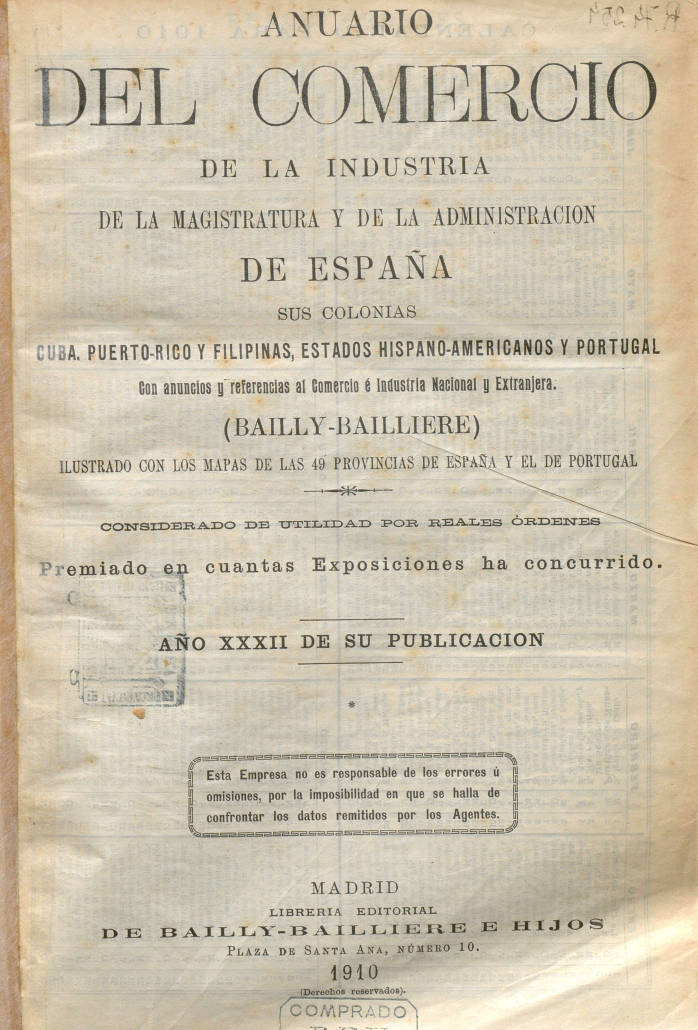 ANUARIO
DEL COMERCIO
DE LA INDUSTRIA
DE LA MAGISTRATURA Y DE LA ADMINISTRACION
DE ESPAÑA
SUS COLONIAS
CUBA. PUERTO-RICO Y FILIPINAS, ESTADOS HISPANO-AMERICANOS Y PORTUGAL
Con anuncios y referencias al Comercio é Industria Nacional y Extranjera.
(BAILLY-BAILLIERE)
ILUSTRADO CON LOS MAPAS DE LAS 49 PROVINCIAS DE ESPAÑA Y EL DE PORTUGAL
CONSIDERADO DE UTILIDAD POR REALES ÓRDENES
Premiado en cuantas Exposiciones ha concurrido.
AÑO XXXII DE SU PUBLICACION
*
Esta Empresa no es responsable de los errores ú
omisiones, por la imposibilidad en que se halla de
confrontar los datos remitidos por los Agentes.
MADRID
LIBRERIA EDITORIAL
DE BAILLY-BAILLIERE E HIJOS
PLAZA DE SANTA ANA, NÚMERO 10.
1910
(Derechos reservados).
COMPRADO